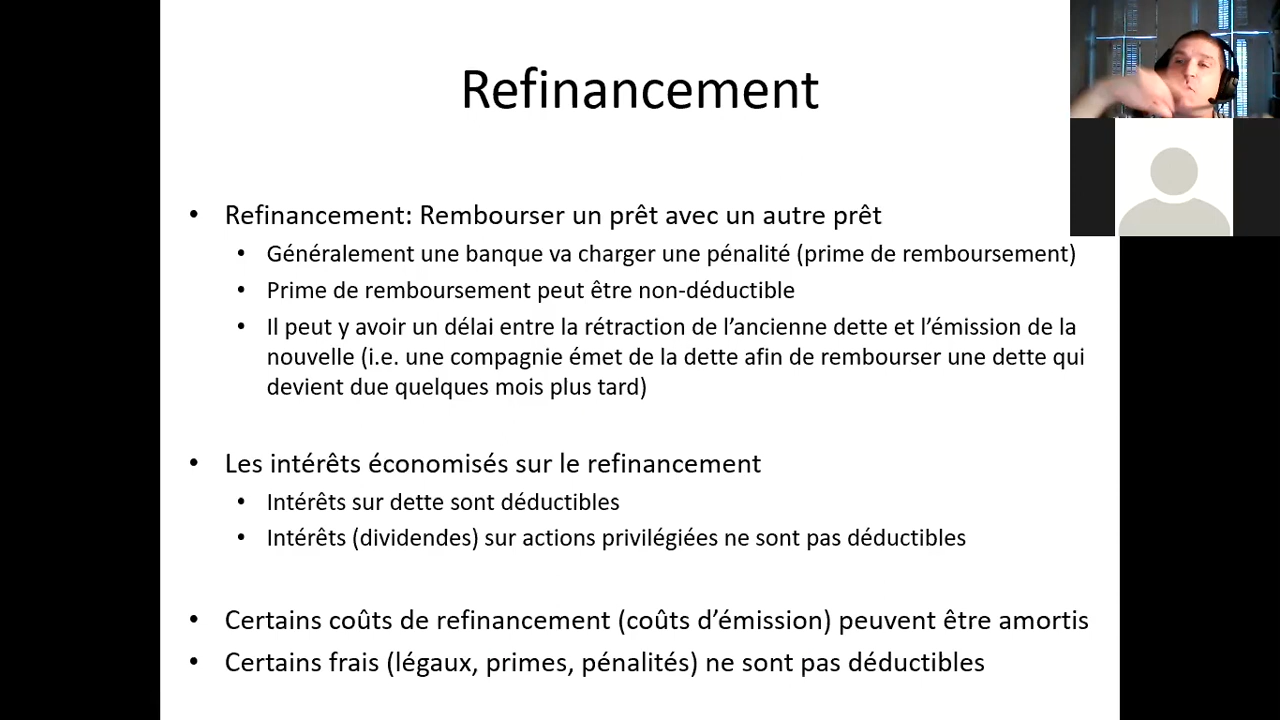 Refinancement
• Refinancement: Rembourser un prêt avec un autre prêt
• Généralement une banque va charger une pénalité (prime de remboursement)
• Prime de remboursement peut être non-déductible
• Il peut y avoir un délai entre la rétraction de l’ancienne dette et l’émission de la
nouvelle (i.e. une compagnie émet de la dette afin de rembourser une dette qui
devient due quelques mois plus tard)
• Les intérêts économisés sur le refinancement
• Intérêts sur dette sont déductibles
• Intérêts (dividendes) sur actions privilégiées ne sont pas déductibles
• Certains coûts de refinancement (coûts d’émission) peuvent être amortis
• Certains frais (légaux, primes, pénalités) ne sont pas déductibles